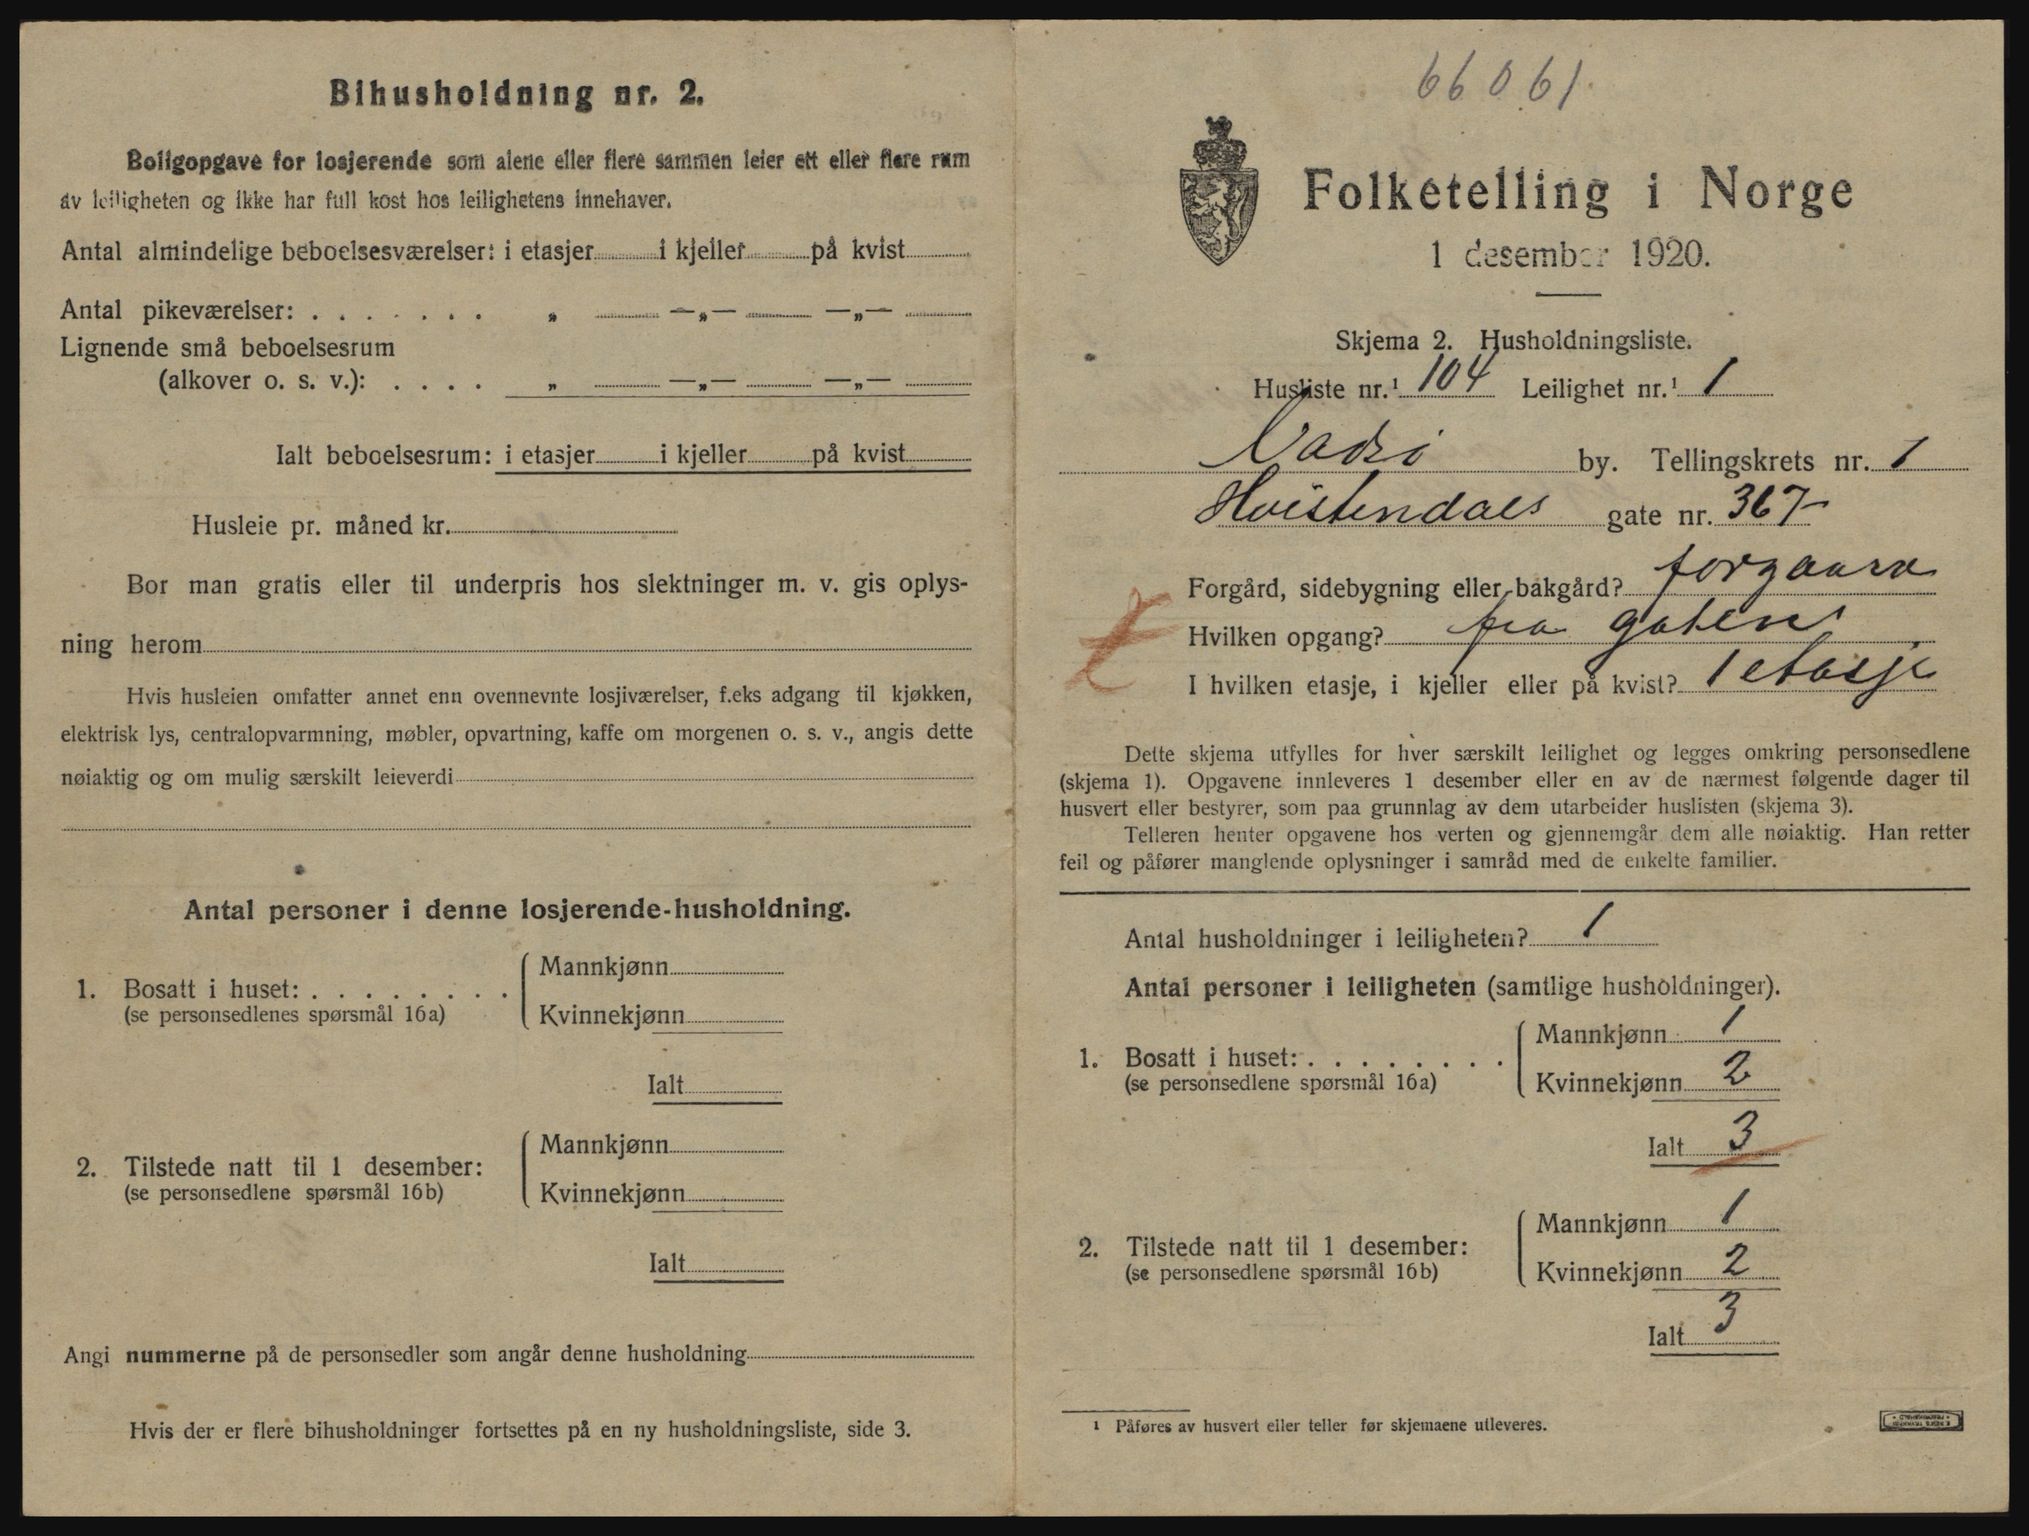 Bihusholdning nr. 2.
Boligopgave for losjerende som alene eller flere sammen leier ett eller flere rum
av leiligheten og ikke har full kost hos leilighetens innehaver.
Antal almindelige beboelsesværelser: i etasjer i kjeller på kvist
Antal pikeværelser: . . . . . . . „ —„— —„—
Lignende små beboelsesrum
(alkover o. s. v.): . . . . „ —„— —„—
Ialt beboelsesrum: i etasjer i kjeller på kvist
Husleie pr. måned kr.
Bor man gratis eller til underpris hos slektninger m. v. gis oplys-
ning herom
Hvis husleien omfatter annet enn ovennevnte losjiværelser, f.eks adgang til kjøkken,
elektrisk lys, centralopvarmning, møbler, opvartning, kaffe om morgenen o. s. v., angis dette
nøiaktig og om mulig særskilt leieverdi
Antal personer i denne losjerende-husholdning.
Mannkjønn
1. Bosatt i huset: . . . . . . . .
(se personsedlenes spørsmål 16a)
Kvinnekjønn
Ialt
Mannkjønn
2. Tilstede natt til 1 desember:
(se personsedlene spørsmål 16b)
Kvinnekjønn
Ialt
Angi nummerne på de personsedler som angår denne husholdning
Hvis der er flere bihusholdninger fortsettes på en ny husholdningsliste, side 3.
66061
Folketelling i Norge
1 desember 1920.
Skjema 2. Husholdningsliste.
Husliste nr.¹ 104 Leilighet nr.¹ 1
Vadsö by. Tellingskrets nr. 1
Hvistendals gate nr. 367
Forgård, sidebygning eller bakgård? forgaard
Hvilken opgang? fra gaten
I hvilken etasje, i kjeller eller på kvist? 1 etasje
Dette skjema utfylles for hver særskilt leilighet og legges omkring personsedlene
(skjema 1). Opgavene innleveres 1 desember eller en av de nærmest følgende dager til
husvert eller bestyrer, som paa grunnlag av dem utarbeider huslisten (skjema 3).
Telleren henter opgavene hos verten og gjennemgår dem alle nøiaktig. Han retter
feil og påfører manglende oplysninger i samråd med de enkelte familier.
Antal husholdninger i leiligheten? 1
Antal personer i leiligheten (samtlige husholdninger).
Mannkjønn 1
1. Bosatt i huset: . . . . . . . .
(se personsedlene spørsmål 16a)
Kvinnekjønn 2
Ialt 3
Mannkjønn 1
2. Tilstede natt til 1 desember:
(se personsedlene spørsmål 16b)
Kvinnekjønn 2
Ialt 3
¹ Påføres av husvert eller teller før skjemaene utleveres.